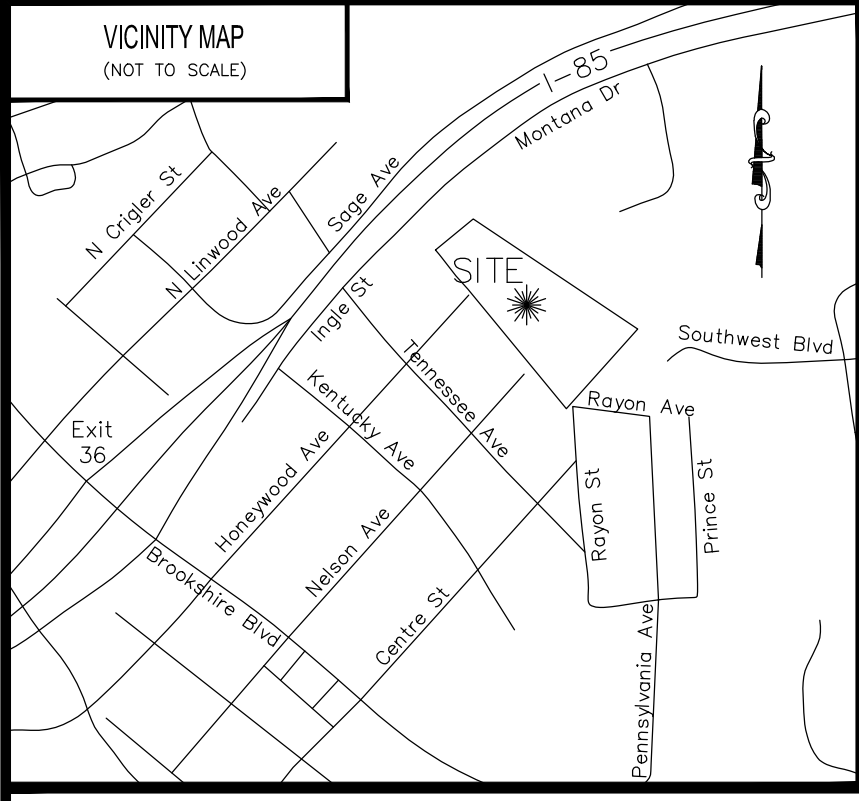 VICINITY MAP
(NOT TO SCALE)
I-85
Montana Dr
Sage Ave
N Crigler St
N Linwood Ave
SITE
Ingle St
Southwest Blvd
Tennessee Ave
Kentucky Ave
Rayon Ave
Exit
36
Honeywood Ave
Rayon St
Prince St
Nelson Ave
Brookshire Blvd
Centre St
Pennsylvania Ave